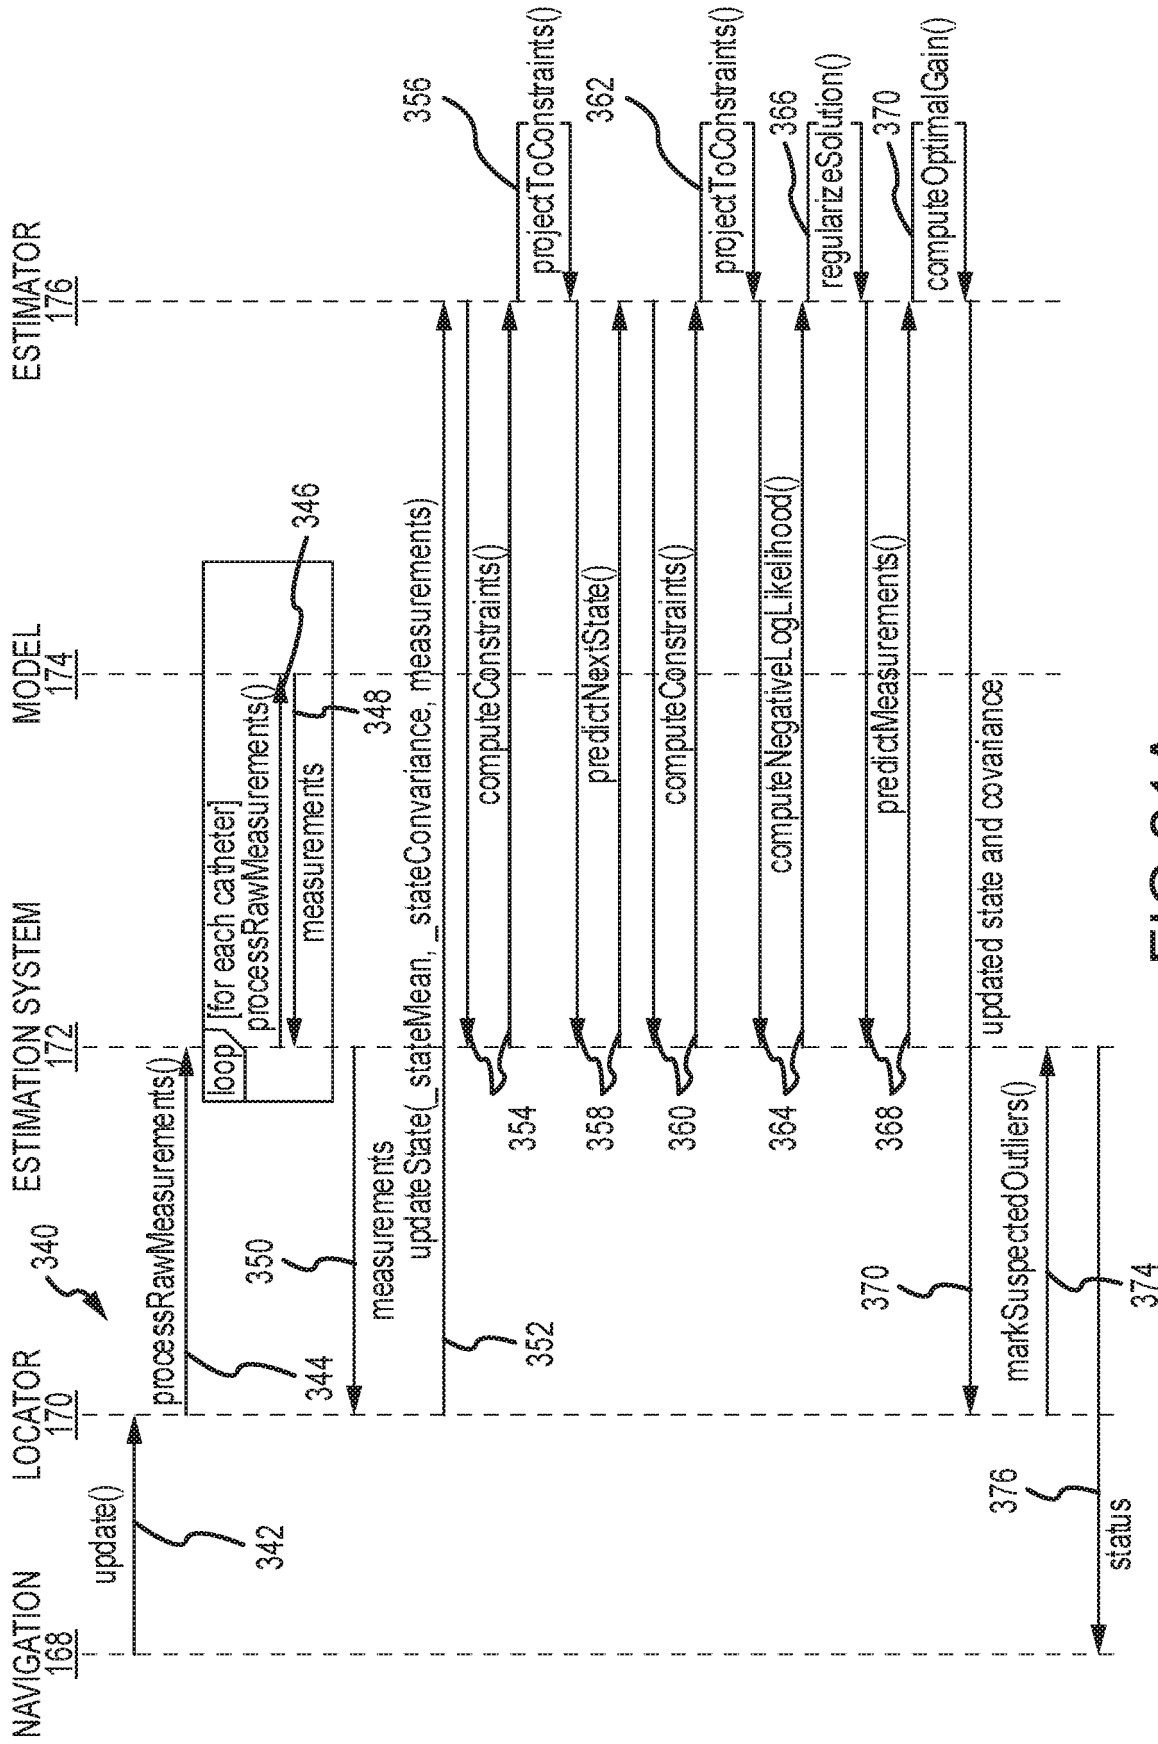 NAVIGATION
168
LOCATOR
170
ESTIMATION SYSTEM
172
MODEL
174
ESTIMATOR
176
340
update()
342
processRawMeasurements()
344
loop
[for each catheter]
processRawMeasurements()
346
measurements
348
350
measurements
updateState(_stateMean, _stateConvariance, measurements)
352
computeConstraints()
354
356
projectToConstraints()
predictNextState()
358
computeConstraints()
360
362
projectToConstraints()
computeNegativeLogLikelihood()
364
366
regularizeSolution()
predictMeasurements()
368
370
computeOptimalGain()
370
updated state and covariance
markSuspectedOutliers()
374
376
status